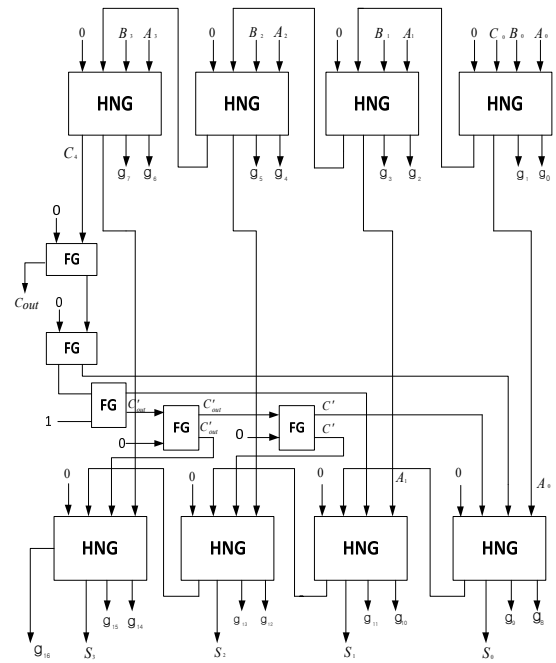 0 B₃ A₃ 0 B₂ A₂ 0 B₁ A₁ 0 C₀ B₀ A₀
HNG HNG HNG HNG
C₄
g₇ g₆ g₅ g₄ g₃ g₂ g₁ g₀
0
FG
Cout
0
FG
FG
1
C'out
C'out
C'out
FG
0
C'
C'
FG
0
0 0 0 A₁ 0 A₀
HNG HNG HNG HNG
g₁₅ g₁₄ g₁₃ g₁₂ g₁₁ g₁₀ g₉ g₈
g₁₆ S₃ S₂ S₁ S₀